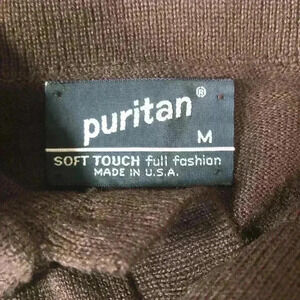 puritan®
M
SOFT TOUCH full fashion
MADE IN U.S.A.